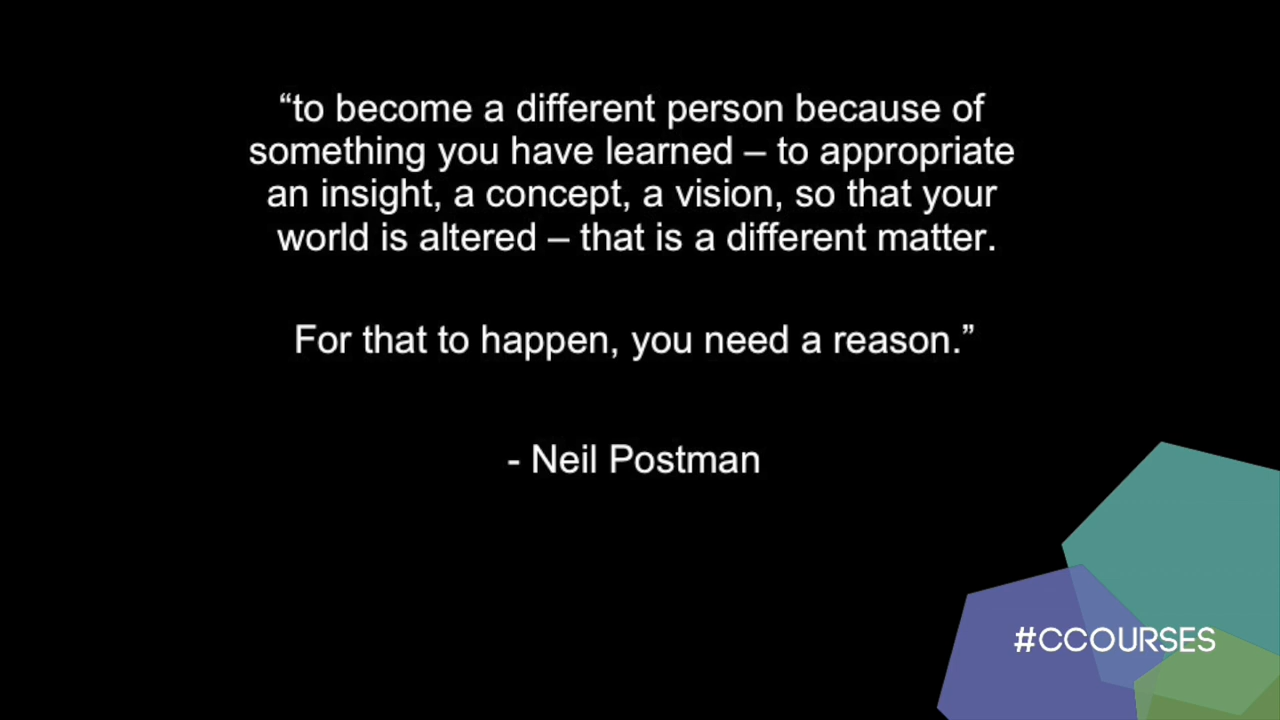 “to become a different person because of
something you have learned – to appropriate
an insight, a concept, a vision, so that your
world is altered – that is a different matter.
For that to happen, you need a reason.”
- Neil Postman
#CCOURSES